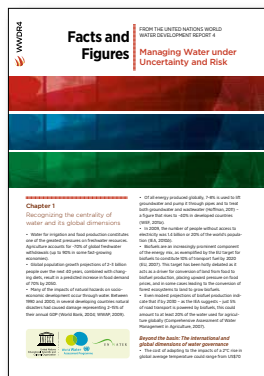 WWDR4
Facts and
Figures
FROM THE UNITED NATIONS WORLD
WATER DEVELOPMENT REPORT 4
Managing Water under
Uncertainty and Risk
Chapter 1
Recognizing the centrality of
water and its global dimensions
• Water for irrigation and food production constitutes
one of the greatest pressures on freshwater resources.
Agriculture accounts for ~70% of global freshwater
withdrawals (up to 90% in some fast-growing
economies).
• Global population growth projections of 2–3 billion
people over the next 40 years, combined with chang-
ing diets, result in a predicted increase in food demand
of 70% by 2050.
• Many of the impacts of natural hazards on socio-
economic development occur through water. Between
1990 and 2000, in several developing countries natural
disasters had caused damage representing 2–15% of
their annual GDP (World Bank, 2004; WWAP, 2009).
• Of all energy produced globally, 7–8% is used to lift
groundwater and pump it through pipes and to treat
both groundwater and wastewater (Hoffman, 2011) –
a figure that rises to ~40% in developed countries
(WEF, 2011a).
• In 2009, the number of people without access to
electricity was 1.4 billion or 20% of the world's popula-
tion (IEA, 2010b).
• Biofuels are an increasingly prominent component
of the energy mix, as exemplified by the EU target for
biofuels to constitute 10% of transport fuel by 2020
(EU, 2007). This target has been hotly debated as it
acts as a driver for conversion of land from food to
biofuel production, placing upward pressure on food
prices, and in some cases leading to the conversion of
forest ecosystems to land to grow biofuels.
• Even modest projections of biofuel production indi-
cate that if by 2030 – as the IEA suggests – just 5%
of road transport is powered by biofuels, this could
amount to at least 20% of the water used for agricul-
ture globally (Comprehensive Assessment of Water
Management in Agriculture, 2007).
Beyond the basin: The international and
global dimensions of water governance
• The cost of adapting to the impacts of a 2°C rise in
global average temperature could range from US$70
UN WATER